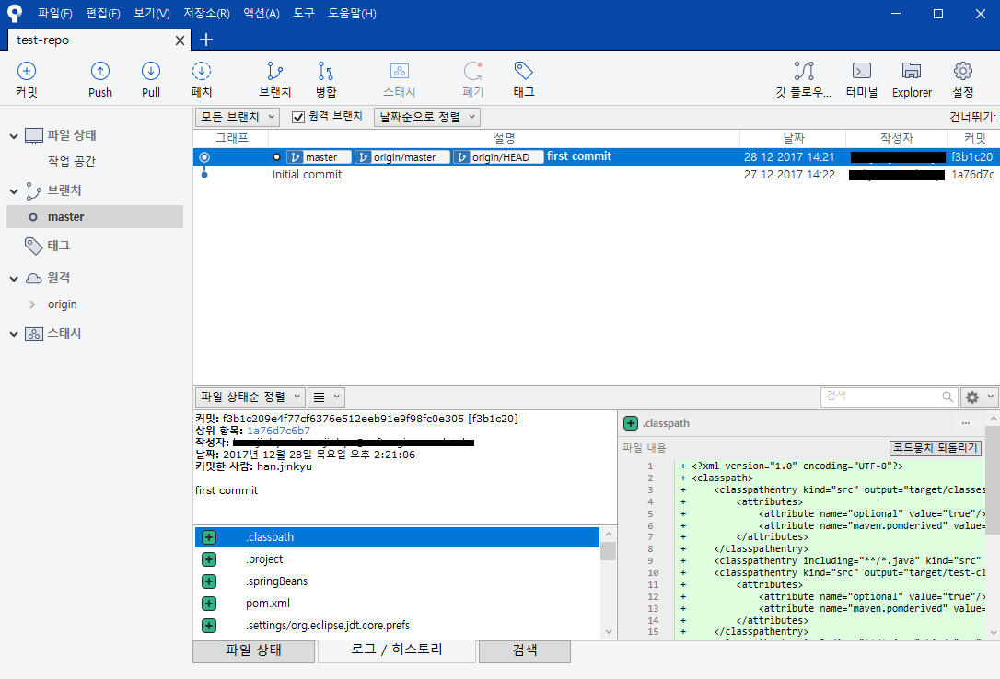 파일(F) 편집(E) 보기(V) 저장소(R) 액션(A) 도구 도움말(H)
test-repo
커밋 Push Pull 페치 브랜치 병합 스태시 폐기 태그 깃 플로우... 터미널 Explorer 설정
파일 상태
작업 공간
브랜치
master
태그
원격
origin
스태시
모든 브랜치 원격 브랜치 날짜순으로 정렬 건너뛰기:
그래프 설명 날짜 작성자 커밋
master origin/master origin/HEAD first commit 28 12 2017 14:21 f3b1c20
Initial commit 27 12 2017 14:22 1a76d7c
파일 상태순 정렬 검색
커밋: f3b1c209e4f77cf6376e512eeb91e9f98fc0e305 [f3b1c20]
상위 항목: 1a76d7c6b7
작성자:
날짜: 2017년 12월 28일 목요일 오후 2:21:06
커밋한 사람: han.jinkyu
first commit
.classpath
.project
.springBeans
pom.xml
.settings/org.eclipse.jdt.core.prefs
.classpath ...
파일 내용 코드뭉치 되돌리기
1 + <?xml version="1.0" encoding="UTF-8"?>
2 + <classpath>
3 + <classpathentry kind="src" output="target/classes
4 + <attributes>
5 + <attribute name="optional" value="true"/>
6 + <attribute name="maven.pomderived" value=
7 + </attributes>
8 + </classpathentry>
9 + <classpathentry including="**/*.java" kind="src"
10 + <classpathentry kind="src" output="target/test-cl
11 + <attributes>
12 + <attribute name="optional" value="true"/>
13 + <attribute name="maven.pomderived" value=
14 + </attributes>
15 + </classpathentry>
파일 상태 로그 / 히스토리 검색